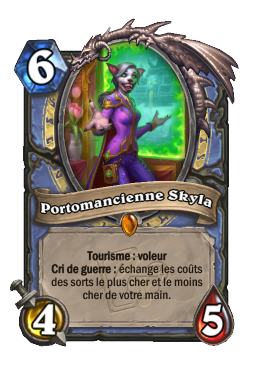 6
Portomancienne Skyla
Tourisme : voleur
Cri de guerre : échange les coûts
des sorts le plus cher et le moins
cher de votre main.
4
5